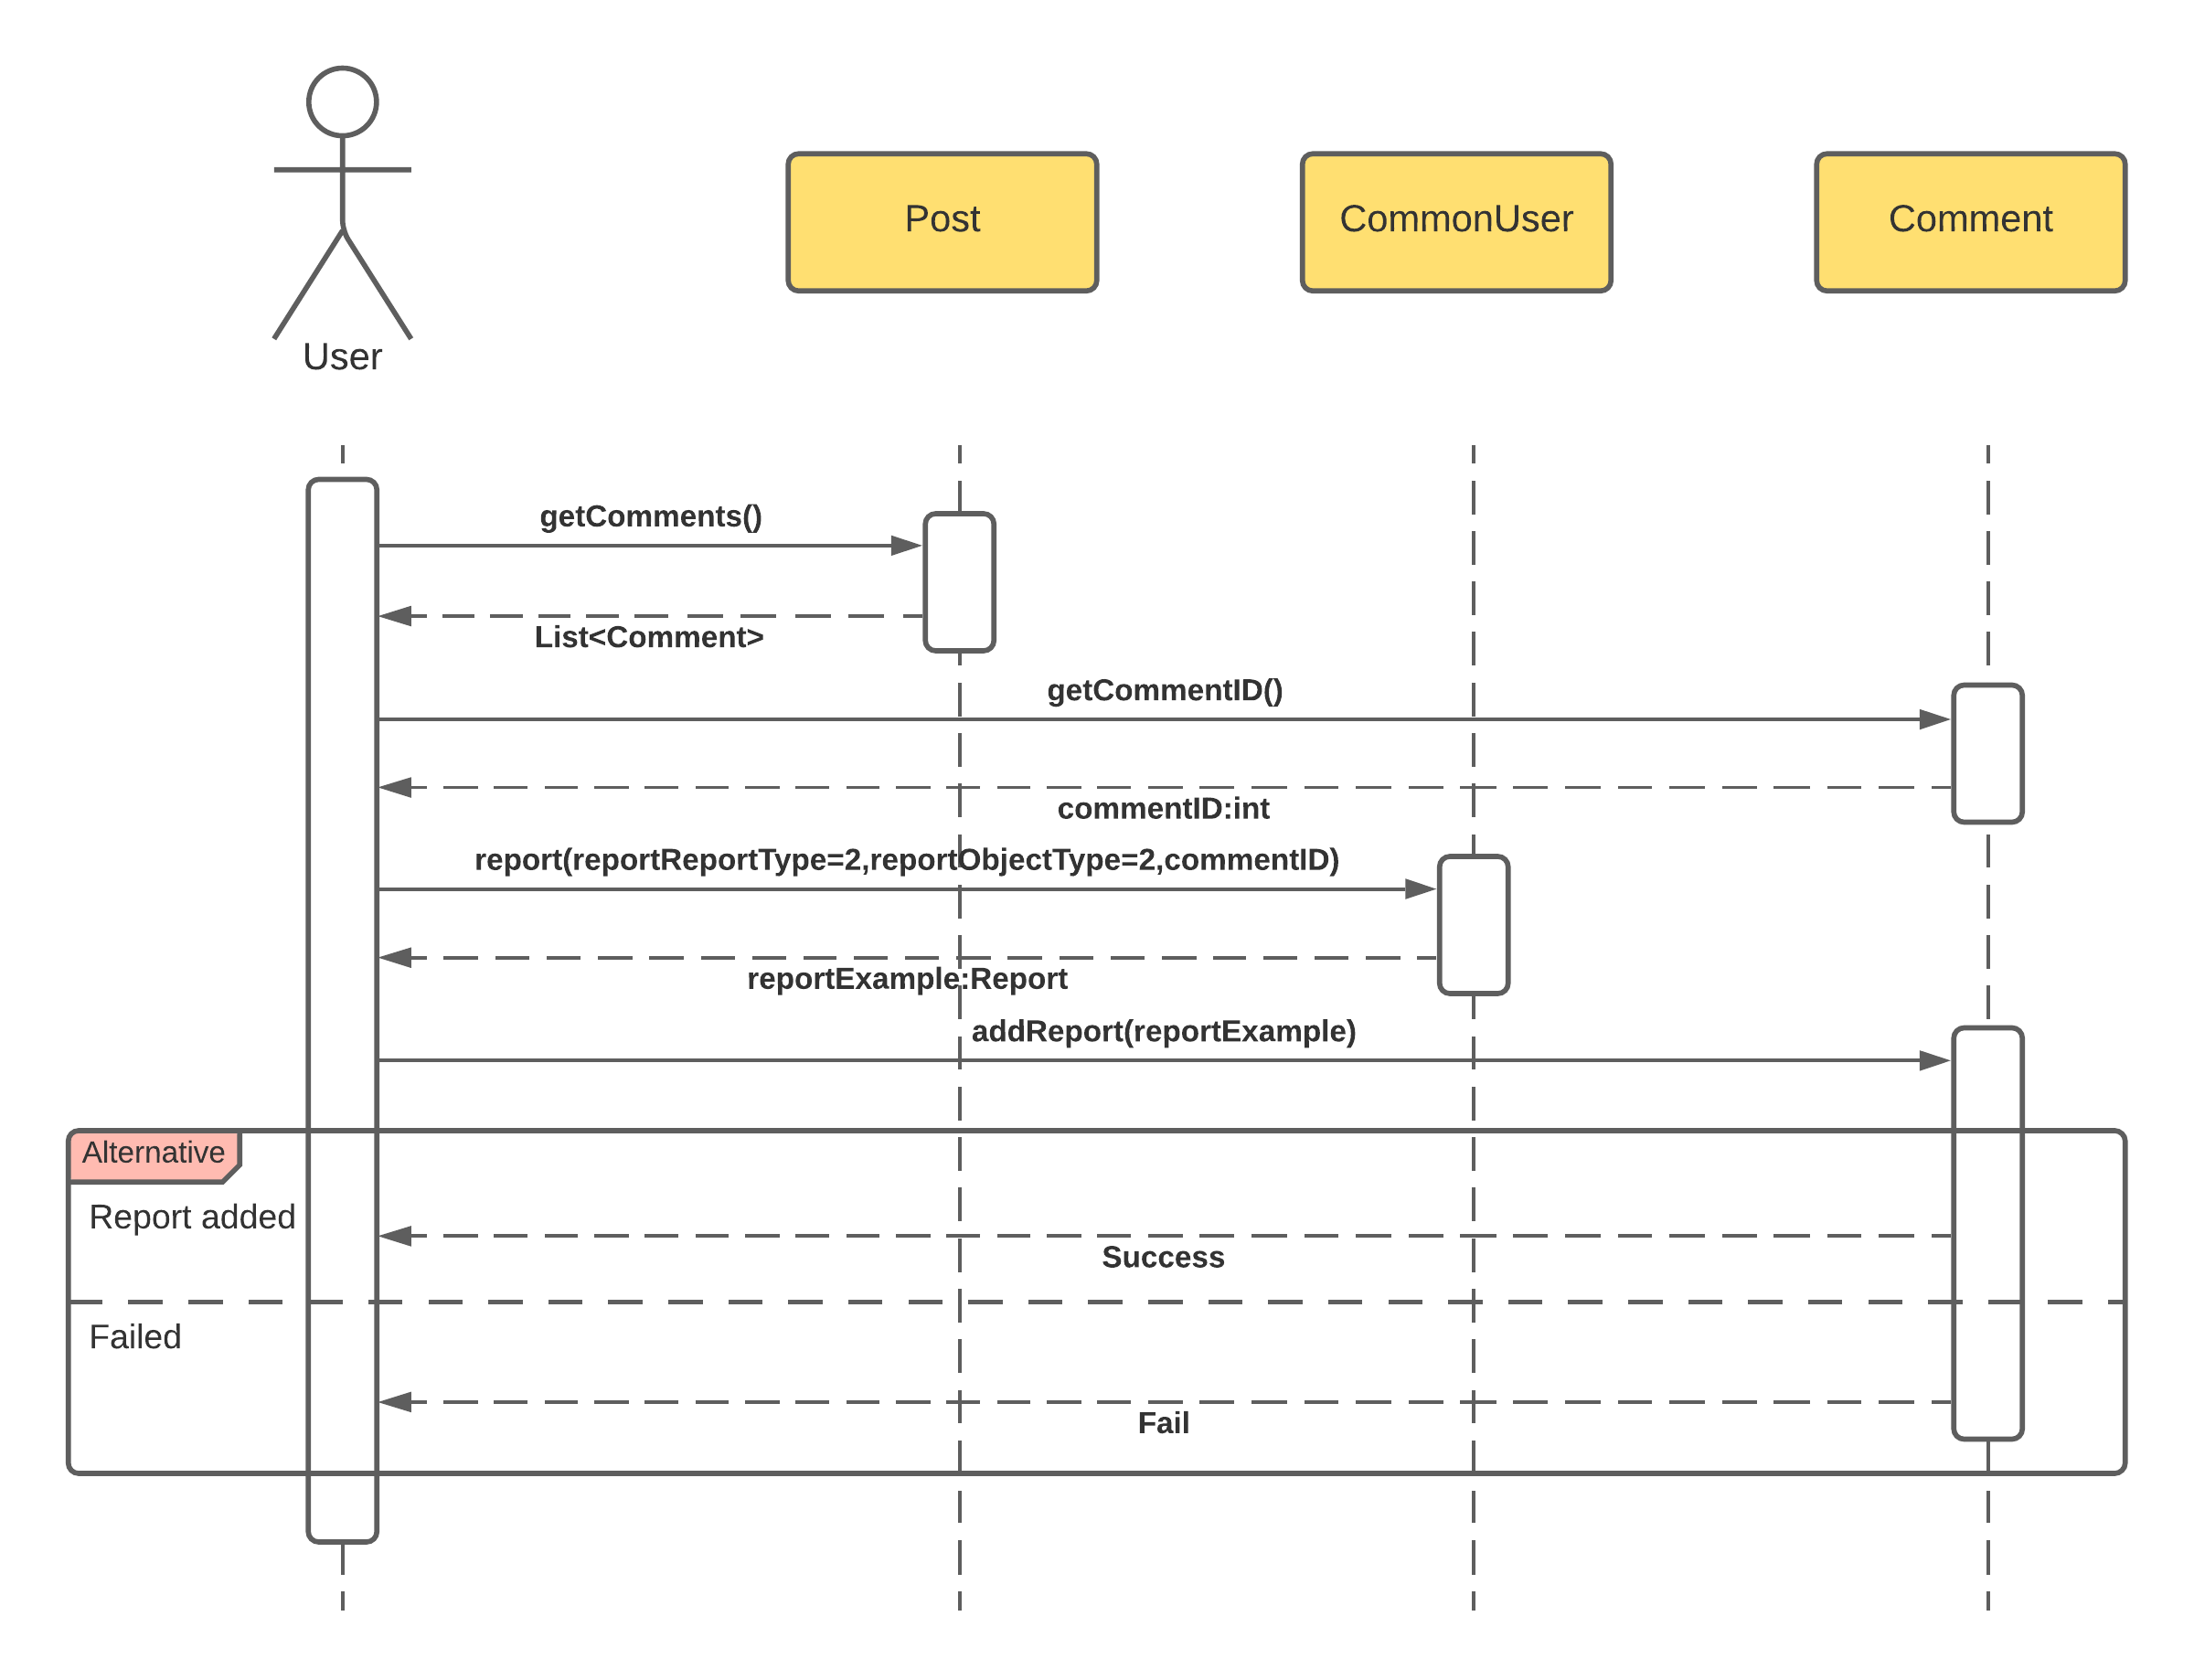 Post
CommonUser
Comment
User
getComments()
List<Comment>
getCommentID()
commentID:int
report(reportReportType=2,reportObjectType=2,commentID)
reportExample:Report
addReport(reportExample)
Alternative
Report added
Success
Failed
Fail